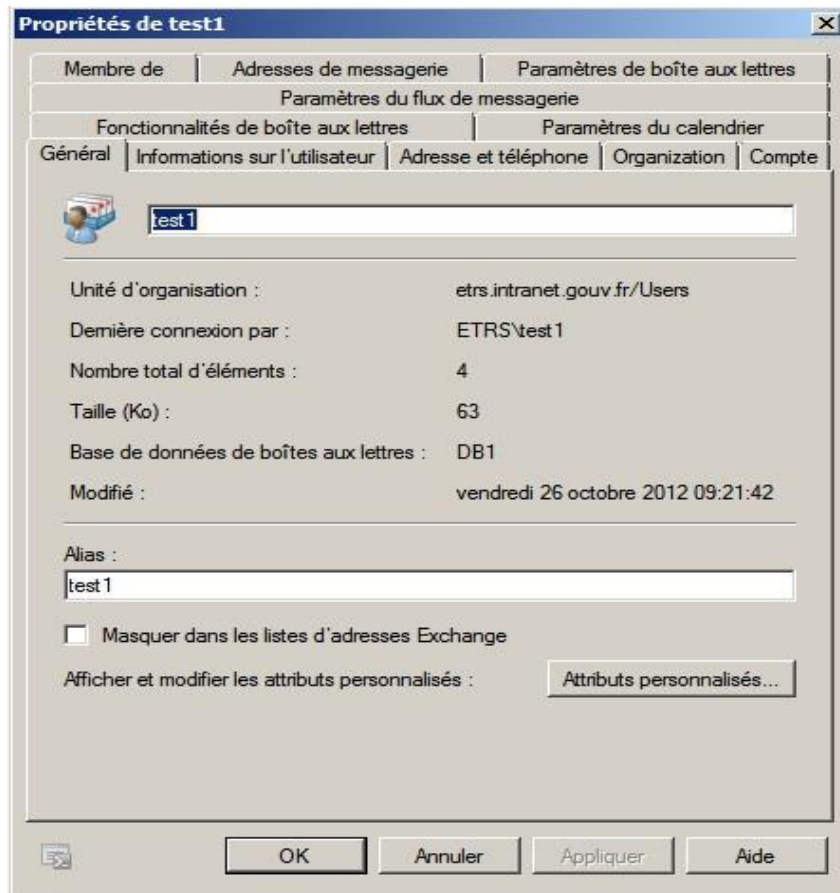 Propriétés de test1
Membre de Adresses de messagerie Paramètres de boîte aux lettres
Paramètres du flux de messagerie
Fonctionnalités de boîte aux lettres Paramètres du calendrier
Général Informations sur l'utilisateur Adresse et téléphone Organization Compte
test1
Unité d'organisation : etrs.intranet.gouv.fr/Users
Dernière connexion par : ETRS\test1
Nombre total d'éléments : 4
Taille (Ko) : 63
Base de données de boîtes aux lettres : DB1
Modifié : vendredi 26 octobre 2012 09:21:42
Alias :
test1
Masquer dans les listes d'adresses Exchange
Afficher et modifier les attributs personnalisés : Attributs personnalisés...
OK Annuler Appliquer Aide